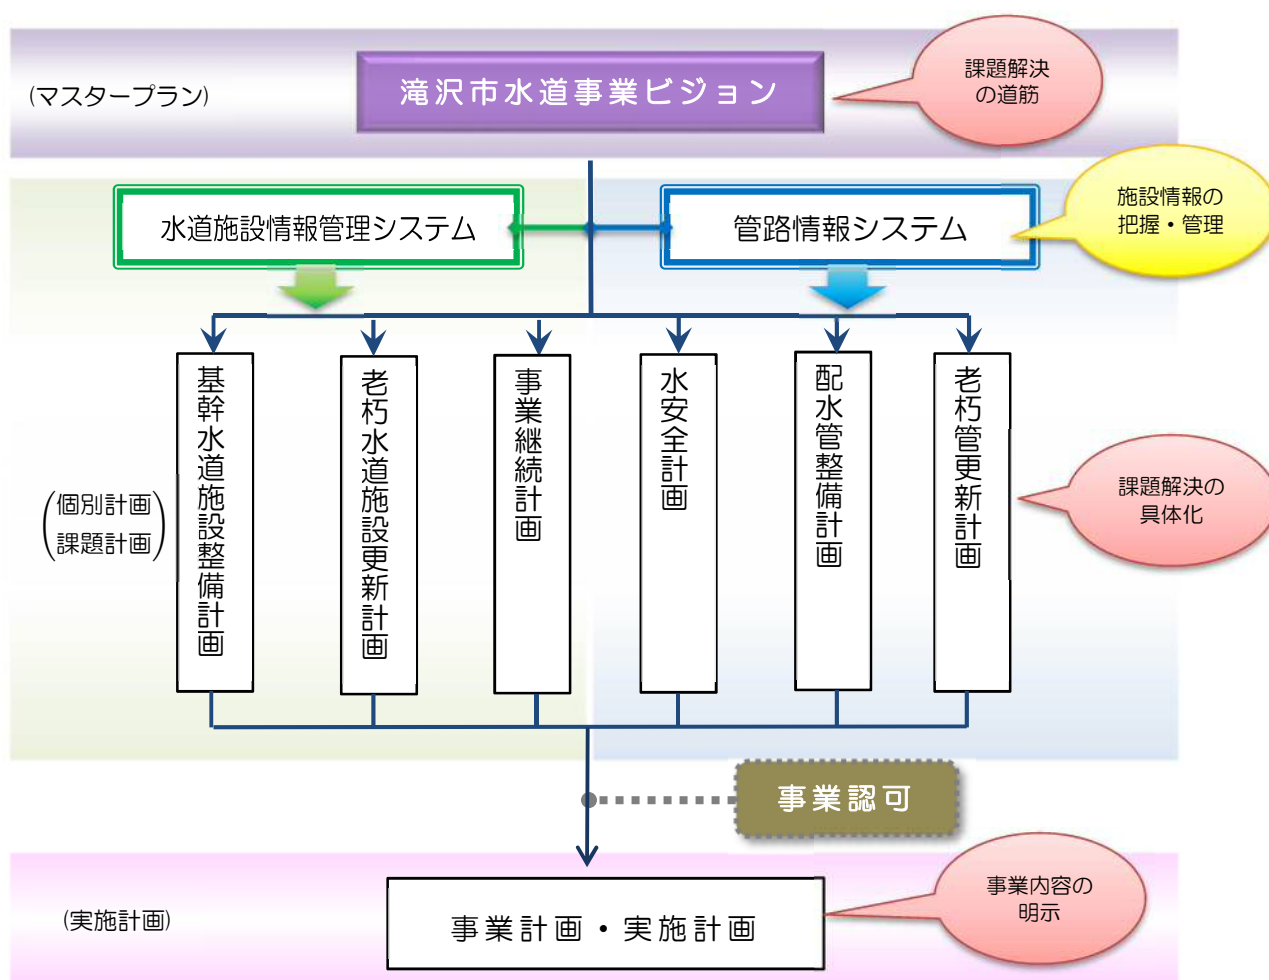 (マスタープラン)
滝沢市水道事業ビジョン
課題解決
の道筋
水道施設情報管理システム
管路情報システム
施設情報の
把握・管理
(個別計画
課題計画)
基幹水道施設整備計画
老朽水道施設更新計画
事業継続計画
水安全計画
配水管整備計画
老朽管更新計画
課題解決の
具体化
事業認可
(実施計画)
事業計画・実施計画
事業内容の
明示